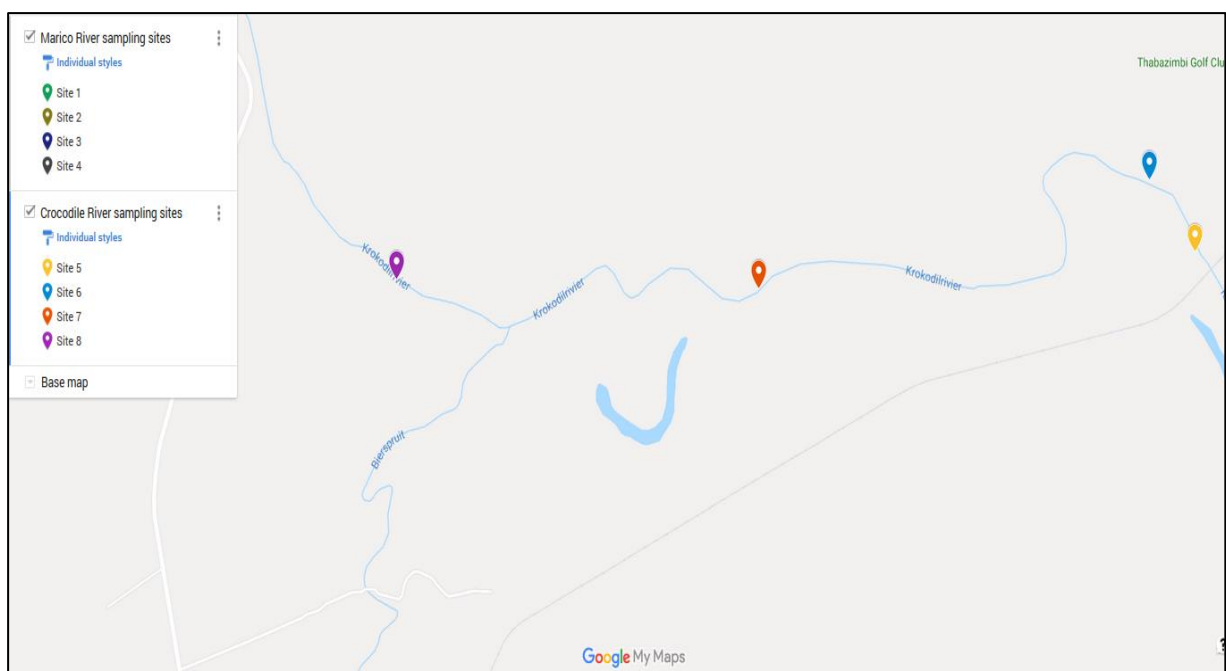 Marico River sampling sites
Individual styles
Site 1
Site 2
Site 3
Site 4
Crocodile River sampling sites
Individual styles
Site 5
Site 6
Site 7
Site 8
Base map
Thabazimbi Golf Clu
Krokodilrivier
Krokodilrivier
Krokodilrivier
Bierspruit
Google My Maps
?